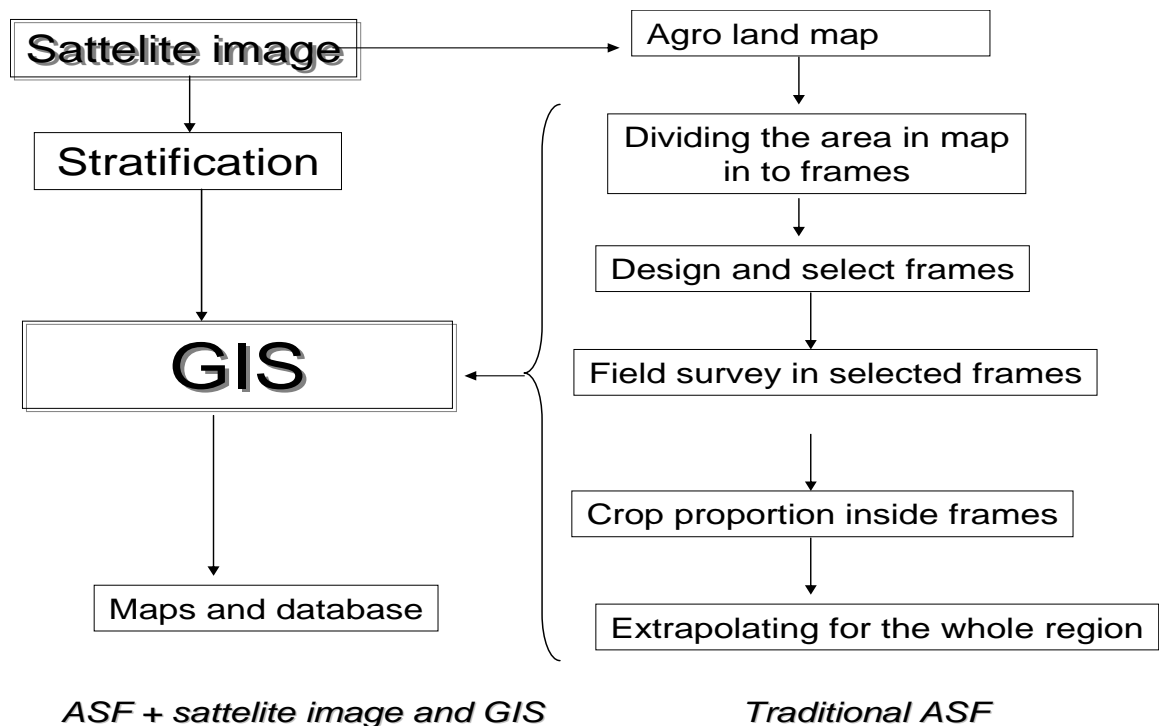 Sattelite image
Agro land map
Stratification
Dividing the area in map
in to frames
Design and select frames
GIS
Field survey in selected frames
Crop proportion inside frames
Maps and database
Extrapolating for the whole region
ASF + sattelite image and GIS
Traditional ASF